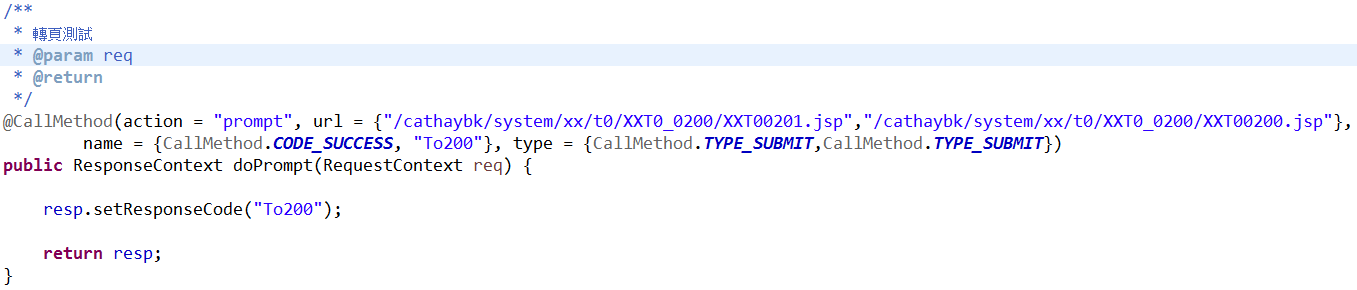 /**
 * 轉頁測試
 * @param req
 * @return
 */
@CallMethod(action = "prompt", url = {"/cathaybk/system/xx/t0/XXT0_0200/XXT00201.jsp","/cathaybk/system/xx/t0/XXT0_0200/XXT00200.jsp"},
        name = {CallMethod.CODE_SUCCESS, "To200"}, type = {CallMethod.TYPE_SUBMIT,CallMethod.TYPE_SUBMIT})
public ResponseContext doPrompt(RequestContext req) {
    resp.setResponseCode("To200");
    return resp;
}